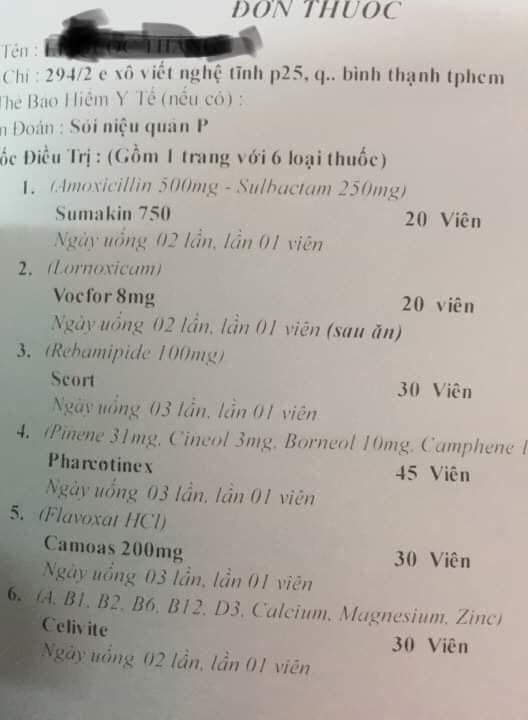 ĐƠN THUỐC
Tên :
Chỉ : 294/2 e xô viết nghệ tĩnh p25, q.. bình thạnh tphcm
Thẻ Bảo Hiểm Y Tế (nếu có) :
n Đoán : Sỏi niệu quản P
ốc Điều Trị : (Gồm 1 trang với 6 loại thuốc)
1. (Amoxicillin 500mg - Sulbactam 250mg)
Sumakin 750 20 Viên
Ngày uống 02 lần, lần 01 viên
2. (Lornoxicam)
Vocfor 8mg 20 viên
Ngày uống 02 lần, lần 01 viên (sau ăn)
3. (Rebamipide 100mg)
Scort 30 Viên
Ngày uống 03 lần, lần 01 viên
4. (Pinene 31mg, Cineol 3mg, Borneol 10mg, Camphene 1
Pharcotinex 45 Viên
Ngày uống 03 lần, lần 01 viên
5. (Flavoxat HCl)
Camoas 200mg 30 Viên
Ngày uống 03 lần, lần 01 viên
6. (A, B1, B2, B6, B12, D3, Calcium, Magnesium, Zinc)
Celivite 30 Viên
Ngày uống 02 lần, lần 01 viên